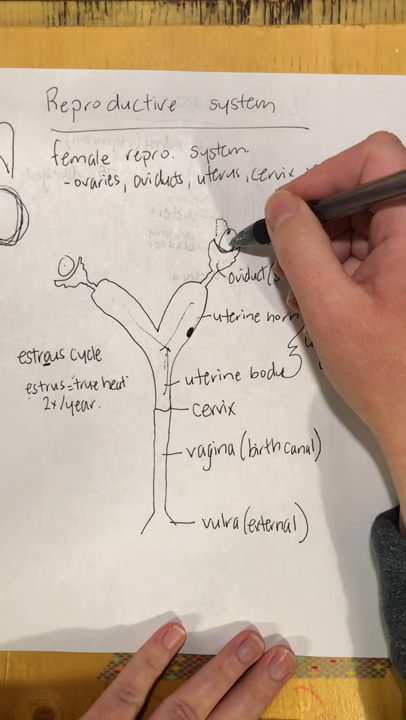 Reproductive system
female repro. system.
- ovaries, oviducts, uterus, cervix
oviduct(s
uterine horn
estrous cycle
uterine body
estrus = "true heat"
2x/year.
cervix
vagina (birth canal)
vulva (external)